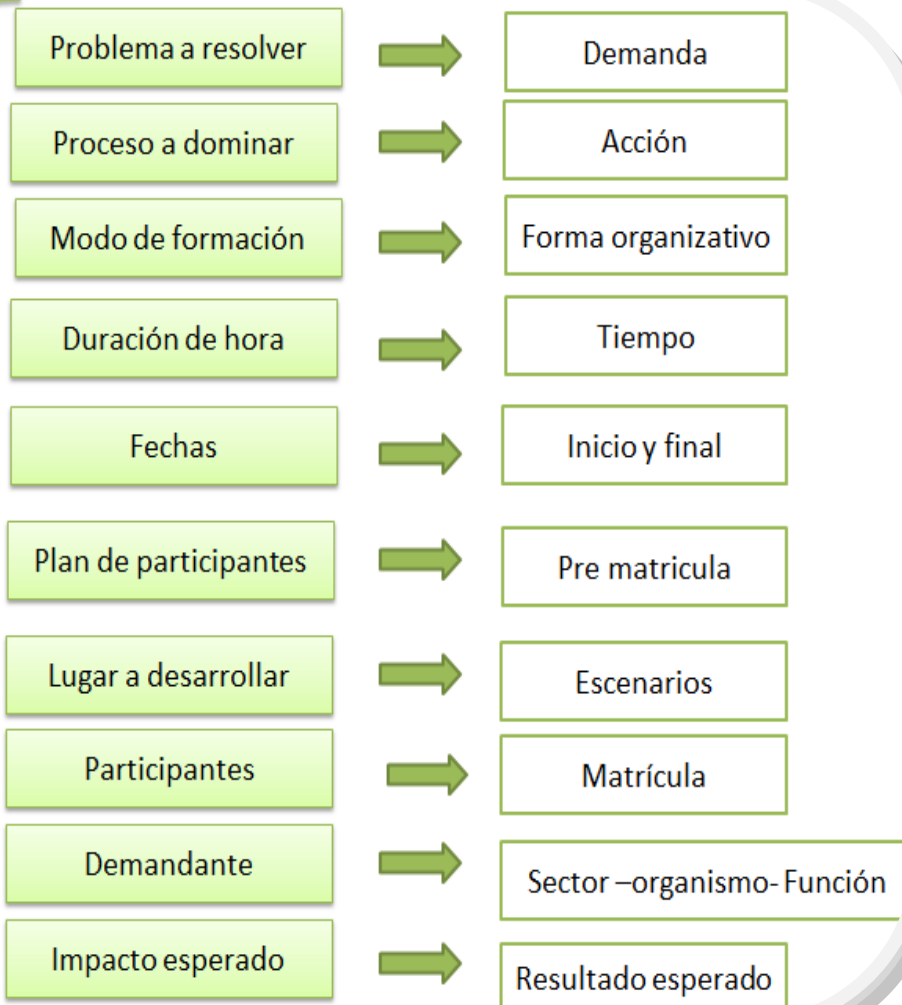 Problema a resolver
Demanda
Proceso a dominar
Acción
Modo de formación
Forma organizativo
Duración de hora
Tiempo
Fechas
Inicio y final
Plan de participantes
Pre matricula
Lugar a desarrollar
Escenarios
Participantes
Matrícula
Demandante
Sector –organismo- Función
Impacto esperado
Resultado esperado